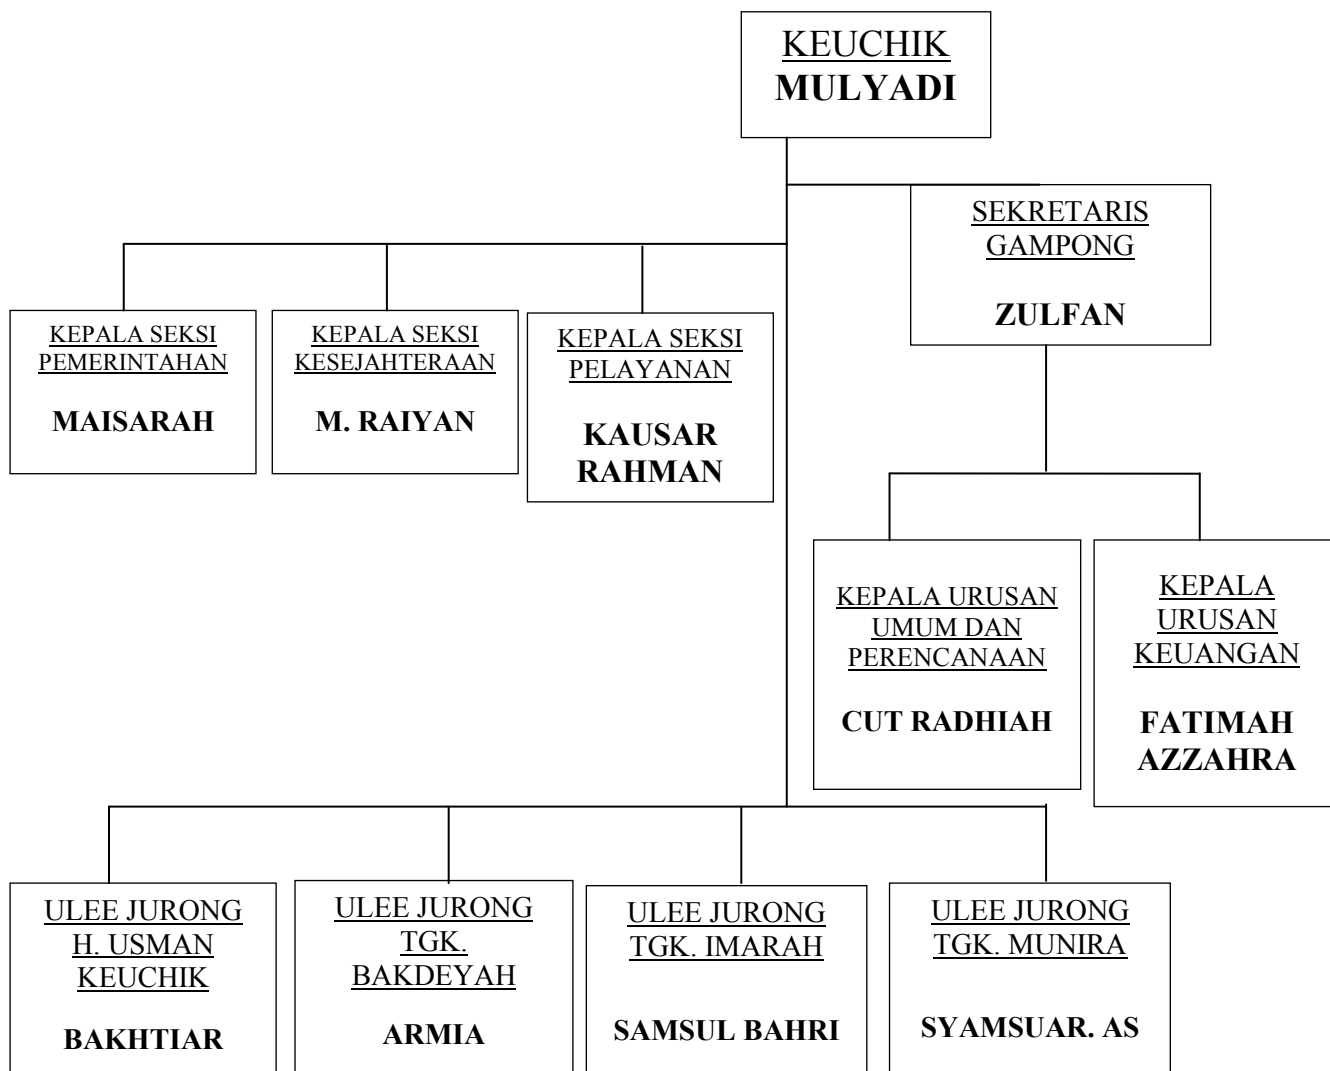 KEUCHIK
MULYADI
SEKRETARIS
GAMPONG
ZULFAN
KEPALA SEKSI
PEMERINTAHAN
MAISARAH
KEPALA SEKSI
KESEJAHTERAAN
M. RAIYAN
KEPALA SEKSI
PELAYANAN
KAUSAR
RAHMAN
KEPALA URUSAN
UMUM DAN
PERENCANAAN
CUT RADHIAH
KEPALA
URUSAN
KEUANGAN
FATIMAH
AZZAHRA
ULEE JURONG
H. USMAN
KEUCHIK
BAKHTIAR
ULEE JURONG
TGK.
BAKDEYAH
ARMIA
ULEE JURONG
TGK. IMARAH
SAMSUL BAHRI
ULEE JURONG
TGK. MUNIRA
SYAMSUAR. AS